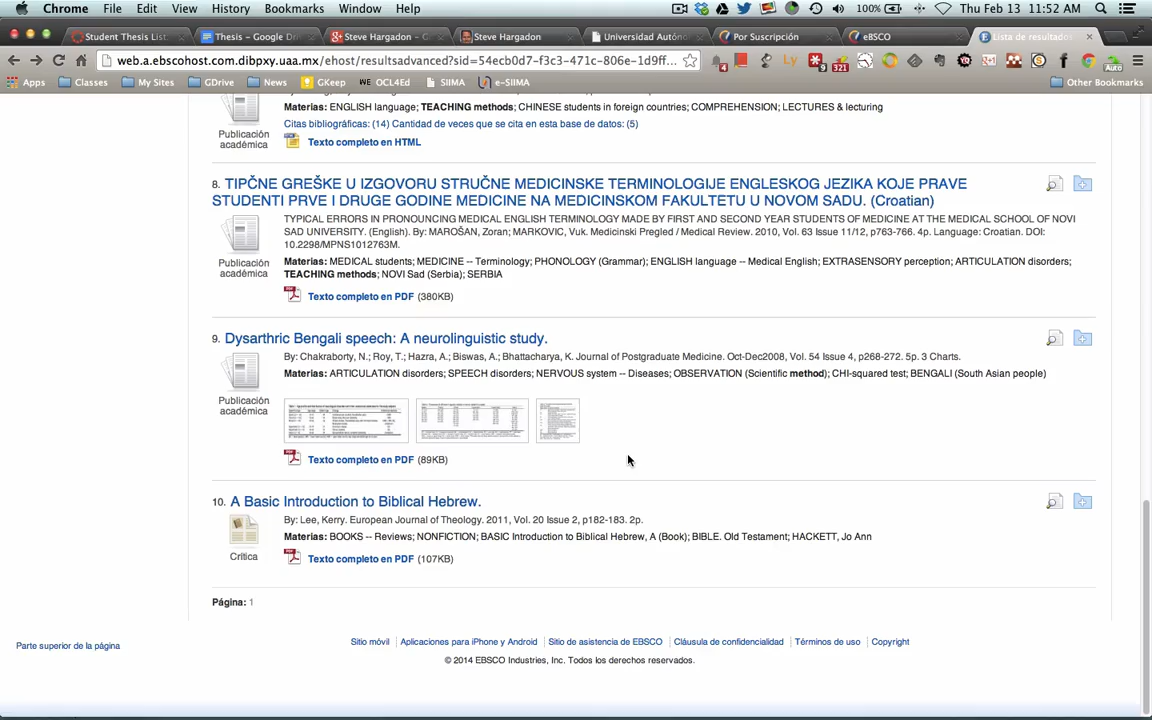 Chrome File Edit View History Bookmarks Window Help 100% Thu Feb 13 11:52 AM
Student Thesis List Thesis – Google Dri Steve Hargadon – G Steve Hargadon Universidad Autóno Por Suscripción eBSCO Lista de resultados
web.a.ebscohost.com.dibpxy.uaa.mx/ehost/resultsadvanced?sid=54ecb0d7-f3c3-471c-806e-1d9ff...
Apps Classes My Sites GDrive News GKeep WE OCL4Ed SIIMA e-SIIMA Other Bookmarks
Materias: ENGLISH language; TEACHING methods; CHINESE students in foreign countries; COMPREHENSION; LECTURES & lecturing
Citas bibliográficas: (14) Cantidad de veces que se cita en esta base de datos: (5)
Publicación
académica
Texto completo en HTML
8. TIPČNE GREŠKE U IZGOVORU STRUČNE MEDICINSKE TERMINOLOGIJE ENGLESKOG JEZIKA KOJE PRAVE
STUDENTI PRVE I DRUGE GODINE MEDICINE NA MEDICINSKOM FAKULTETU U NOVOM SADU. (Croatian)
TYPICAL ERRORS IN PRONOUNCING MEDICAL ENGLISH TERMINOLOGY MADE BY FIRST AND SECOND YEAR STUDENTS OF MEDICINE AT THE MEDICAL SCHOOL OF NOVI
SAD UNIVERSITY. (English). By: MAROŠAN, Zoran; MARKOVIC, Vuk. Medicinski Pregled / Medical Review. 2010, Vol. 63 Issue 11/12, p763-766. 4p. Language: Croatian. DOI:
10.2298/MPNS1012763M.
Publicación
académica
Materias: MEDICAL students; MEDICINE -- Terminology; PHONOLOGY (Grammar); ENGLISH language -- Medical English; EXTRASENSORY perception; ARTICULATION disorders;
TEACHING methods; NOVI Sad (Serbia); SERBIA
Texto completo en PDF (380KB)
9. Dysarthric Bengali speech: A neurolinguistic study.
By: Chakraborty, N.; Roy, T.; Hazra, A.; Biswas, A.; Bhattacharya, K. Journal of Postgraduate Medicine. Oct-Dec2008, Vol. 54 Issue 4, p268-272. 5p. 3 Charts.
Materias: ARTICULATION disorders; SPEECH disorders; NERVOUS system -- Diseases; OBSERVATION (Scientific method); CHI-squared test; BENGALI (South Asian people)
Publicación
académica
Texto completo en PDF (89KB)
10. A Basic Introduction to Biblical Hebrew.
By: Lee, Kerry. European Journal of Theology. 2011, Vol. 20 Issue 2, p182-183. 2p.
Materias: BOOKS -- Reviews; NONFICTION; BASIC Introduction to Biblical Hebrew, A (Book); BIBLE. Old Testament; HACKETT, Jo Ann
Crítica
Texto completo en PDF (107KB)
Página: 1
Parte superior de la página
Sitio móvil Aplicaciones para iPhone y Android Sitio de asistencia de EBSCO Cláusula de confidencialidad Términos de uso Copyright
© 2014 EBSCO Industries, Inc. Todos los derechos reservados.